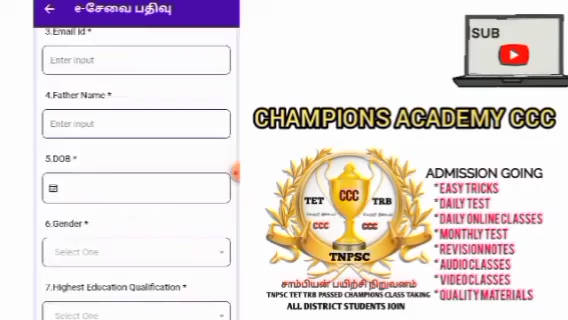 e-சேவை பதிவு
3.Email Id *
Enter input
4.Father Name *
Enter input
5.DOB *
6.Gender *
Select One
7.Highest Education Qualification *
Select One
SUB
CHAMPIONS ACADEMY CCC
TET
CCC
TRB
CCC
CCC
TNPSC
சாம்பியன் பயிற்சி நிறுவனம்
TNPSC TET TRB PASSED CHAMPIONS CLASS TAKING
ALL DISTRICT STUDENTS JOIN
ADMISSION GOING
*EASY TRICKS
*DAILY TEST
*DAILY ONLINE CLASSES
*MONTHLY TEST
*REVISION NOTES
*AUDIO CLASSES
*VIDEO CLASSES
*QUALITY MATERIALS